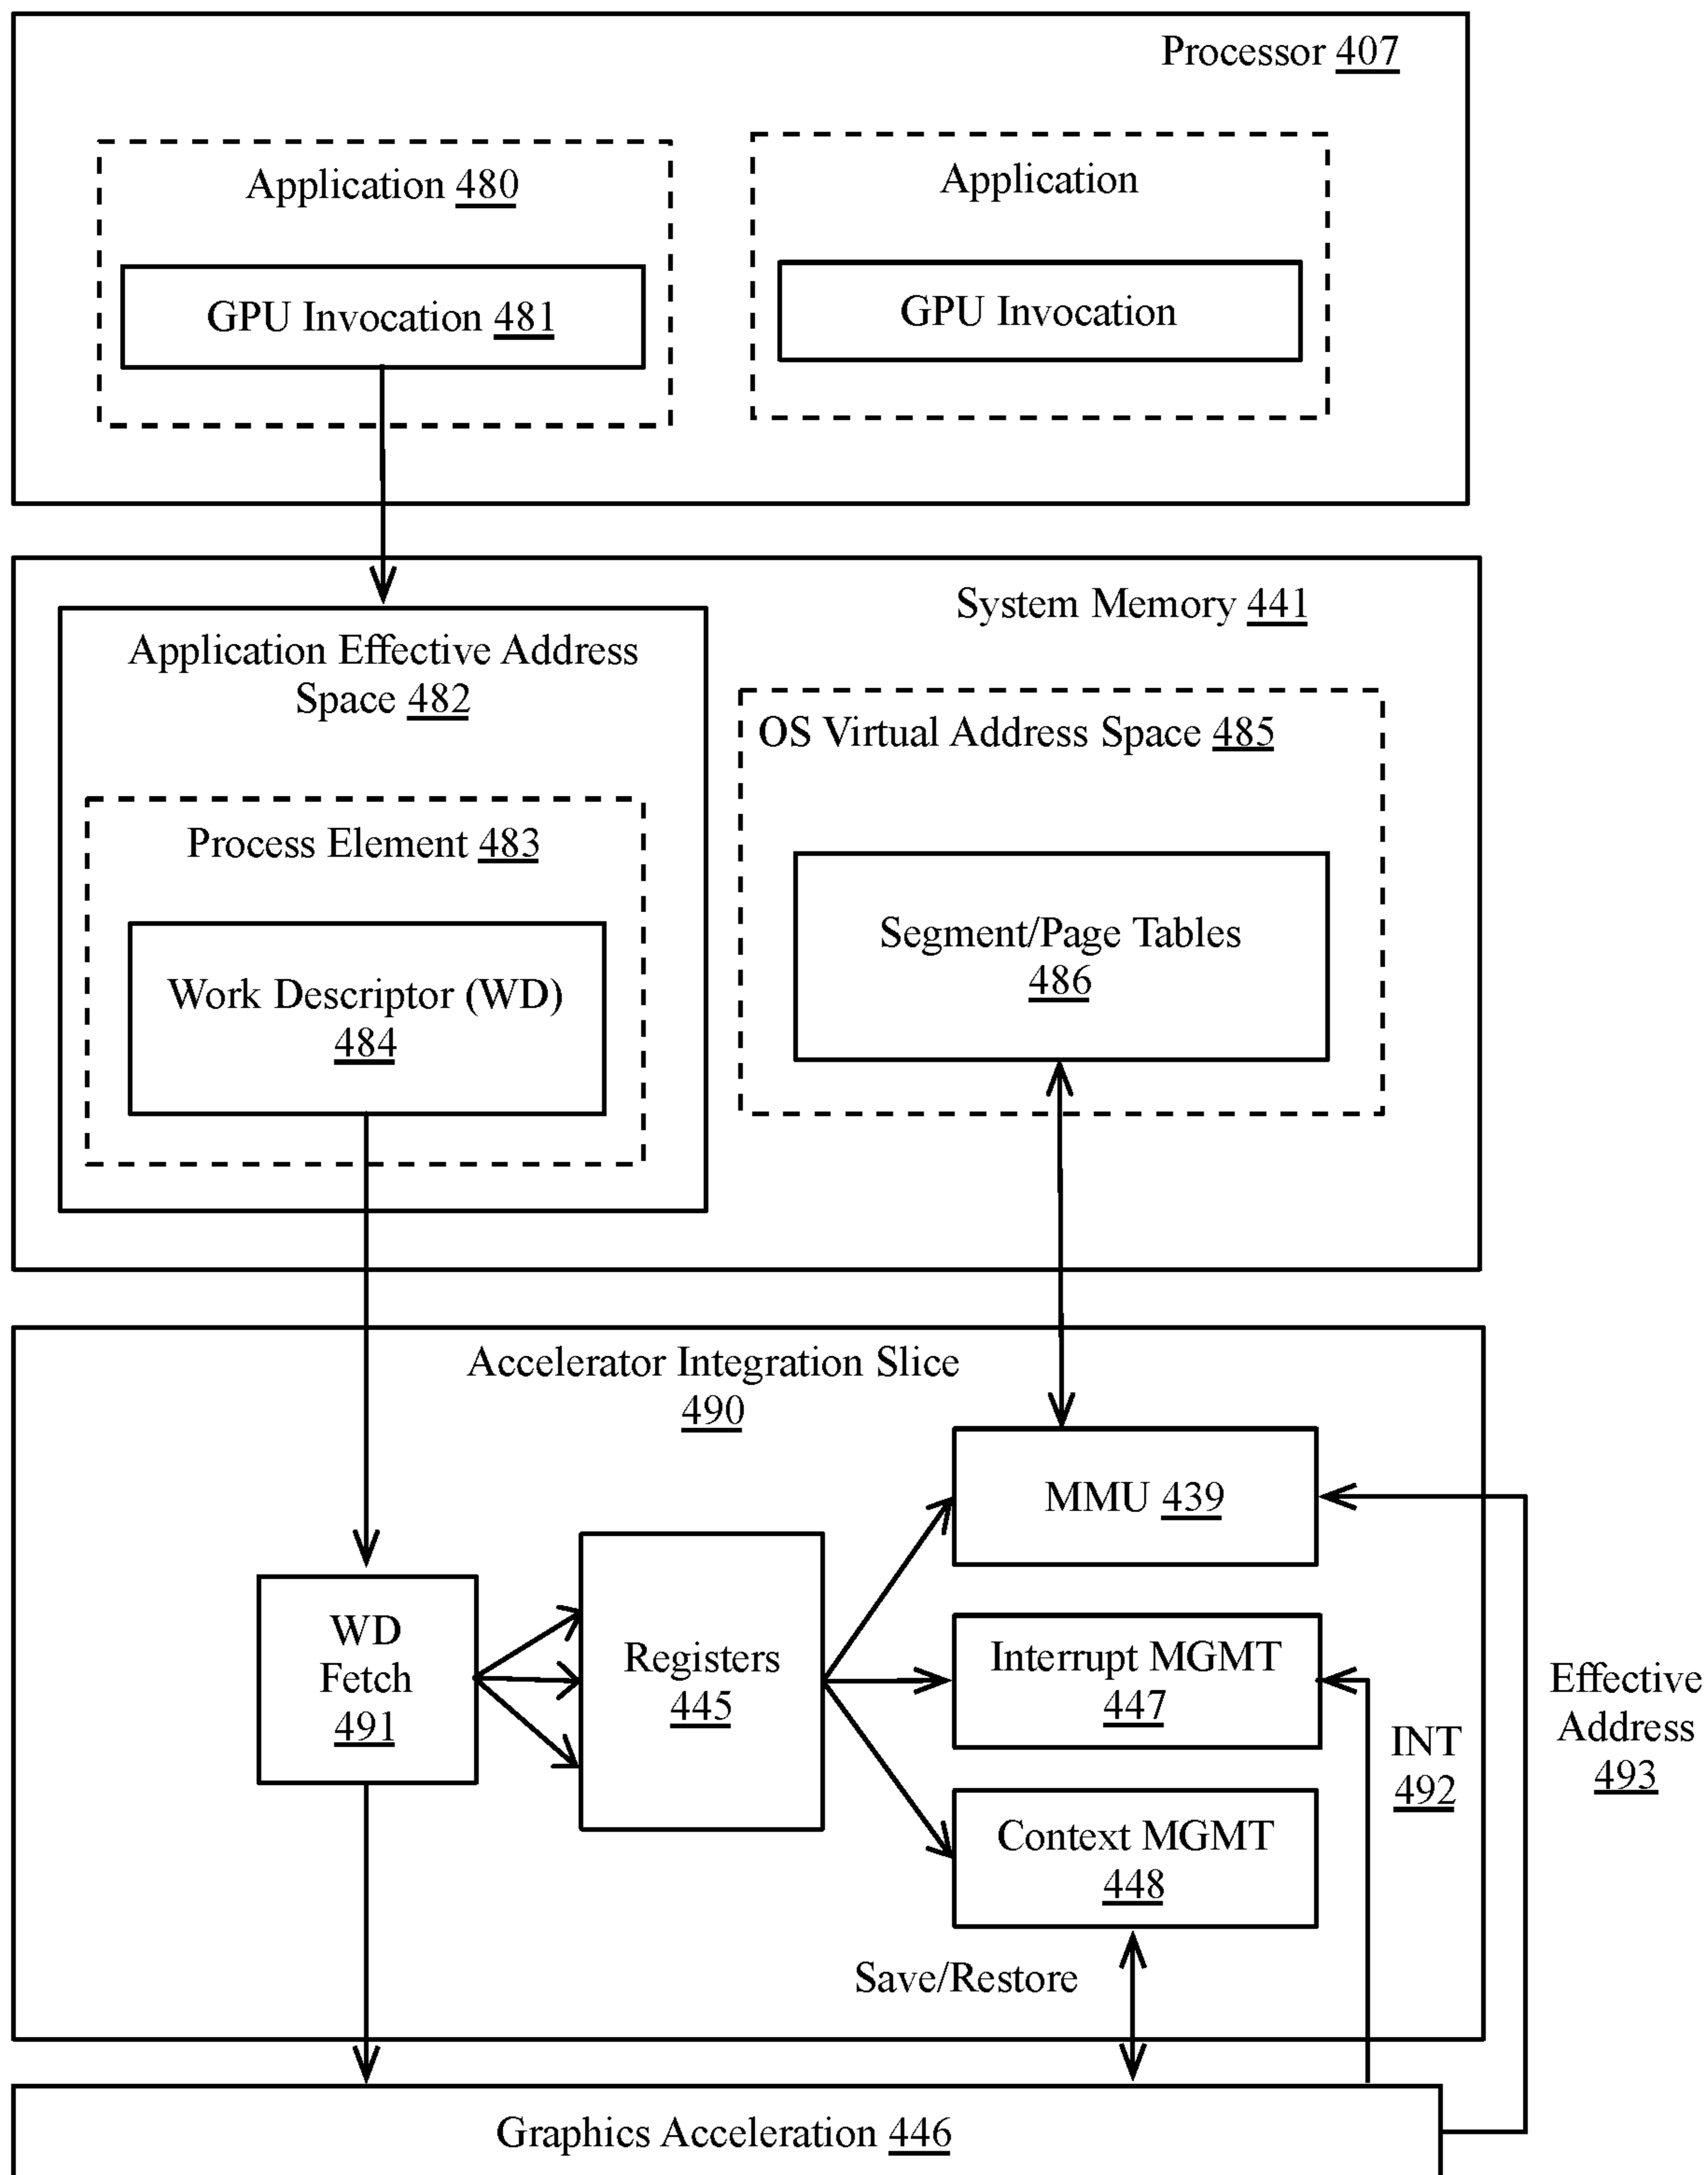 Processor 407
Application 480
Application
GPU Invocation 481
GPU Invocation
System Memory 441
Application Effective Address
Space 482
OS Virtual Address Space 485
Process Element 483
Segment/Page Tables
486
Work Descriptor (WD)
484
Accelerator Integration Slice
490
MMU 439
WD
Fetch
491
Registers
445
Interrupt MGMT
447
Effective
Address
493
INT
492
Context MGMT
448
Save/Restore
Graphics Acceleration 446